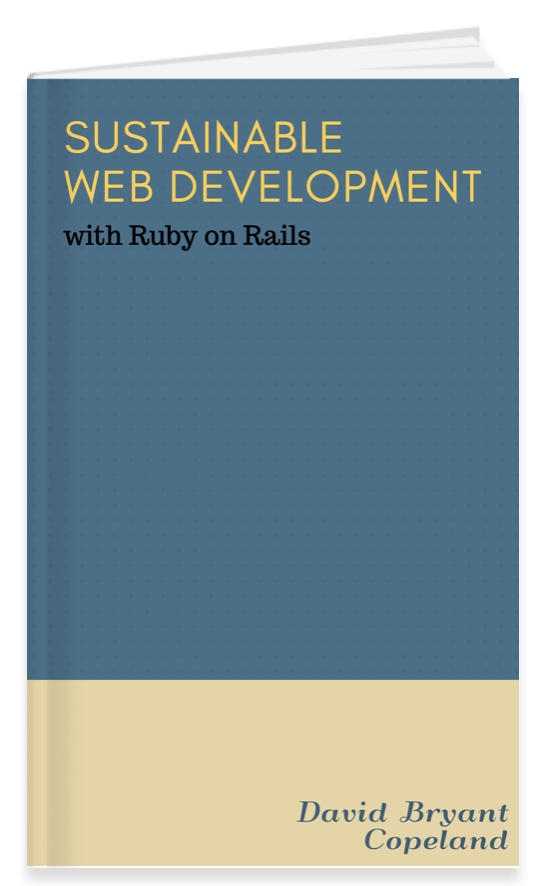 SUSTAINABLE
WEB DEVELOPMENT
with Ruby on Rails
David Bryant
Copeland